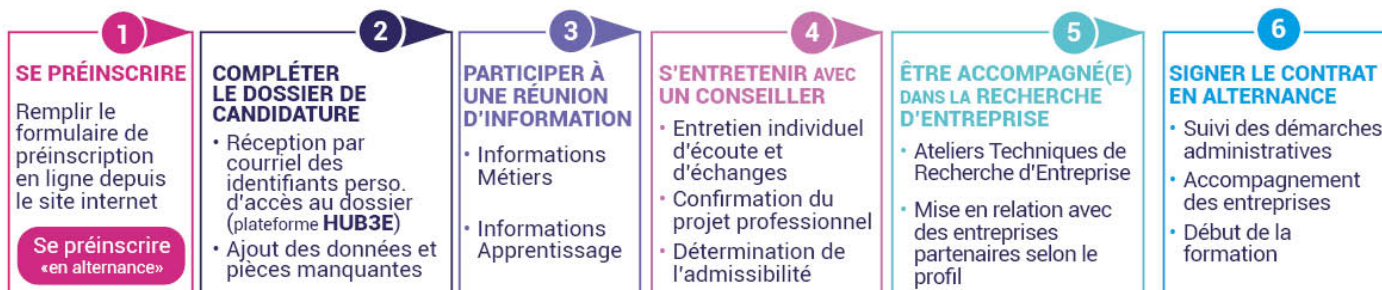 1
SE PRÉINSCRIRE
Remplir le
formulaire de
préinscription
en ligne depuis
le site internet
Se préinscrire
«en alternance»
2
COMPLÉTER
LE DOSSIER DE
CANDIDATURE
• Réception par
courriel des
identifiants perso.
d'accès au dossier
(plateforme HUB3E)
• Ajout des données et
pièces manquantes
3
PARTICIPER À
UNE RÉUNION
D'INFORMATION
• Informations
Métiers
• Informations
Apprentissage
4
S'ENTRETENIR AVEC
UN CONSEILLER
• Entretien individuel
d'écoute et
d'échanges
• Confirmation du
projet professionnel
• Détermination de
l'admissibilité
5
ÊTRE ACCOMPAGNÉ(E)
DANS LA RECHERCHE
D'ENTREPRISE
• Ateliers Techniques de
Recherche d'Entreprise
• Mise en relation avec
des entreprises
partenaires selon le
profil
6
SIGNER LE CONTRAT
EN ALTERNANCE
• Suivi des démarches
administratives
• Accompagnement
des entreprises
• Début de la
formation